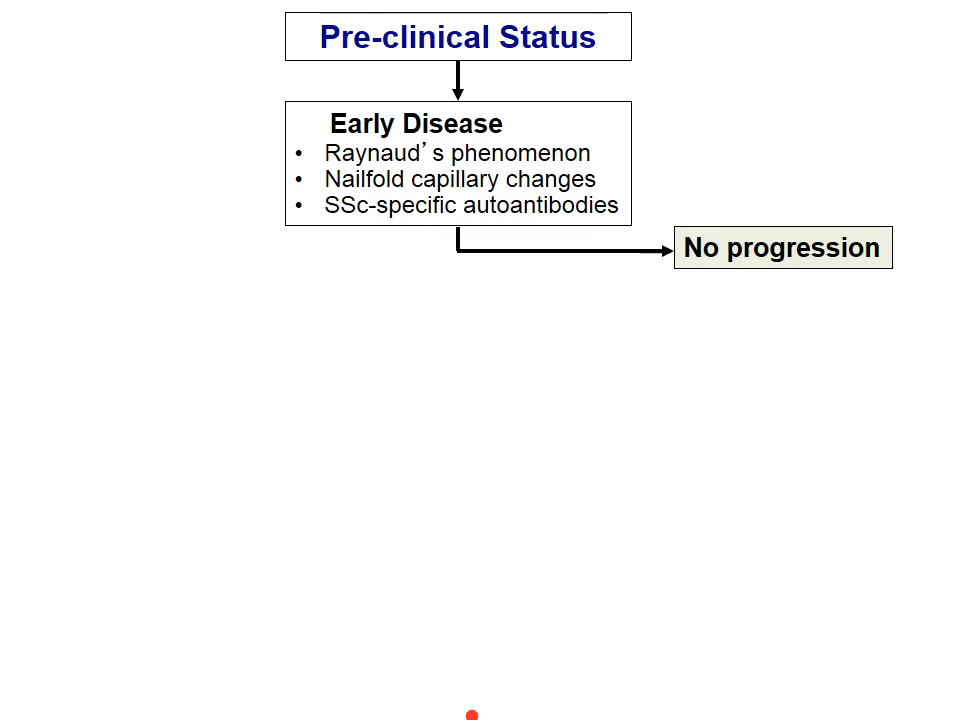 Pre-clinical Status
Early Disease
• Raynaud’s phenomenon
• Nailfold capillary changes
• SSc-specific autoantibodies
No progression